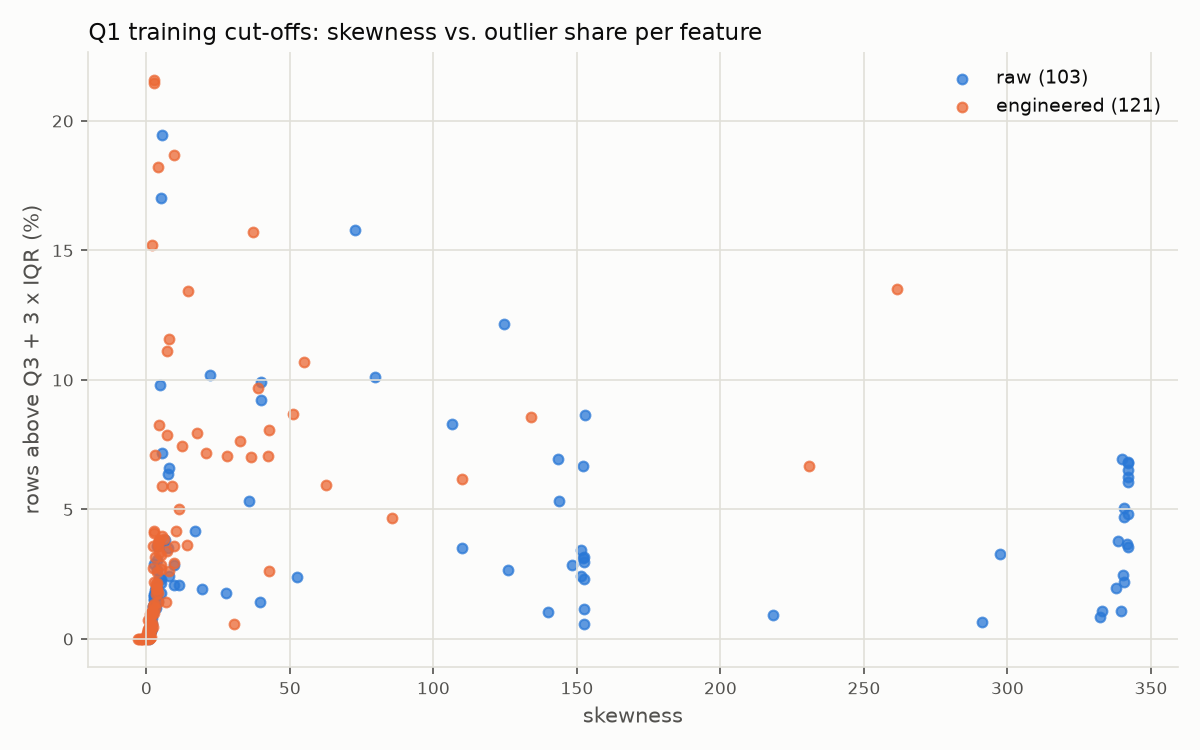 Q1 training cut-offs: skewness vs. outlier share per feature
raw (103)
engineered (121)
rows above Q3 + 3 x IQR (%)
20
15
10
5
0
0 50 100 150 200 250 300 350
skewness